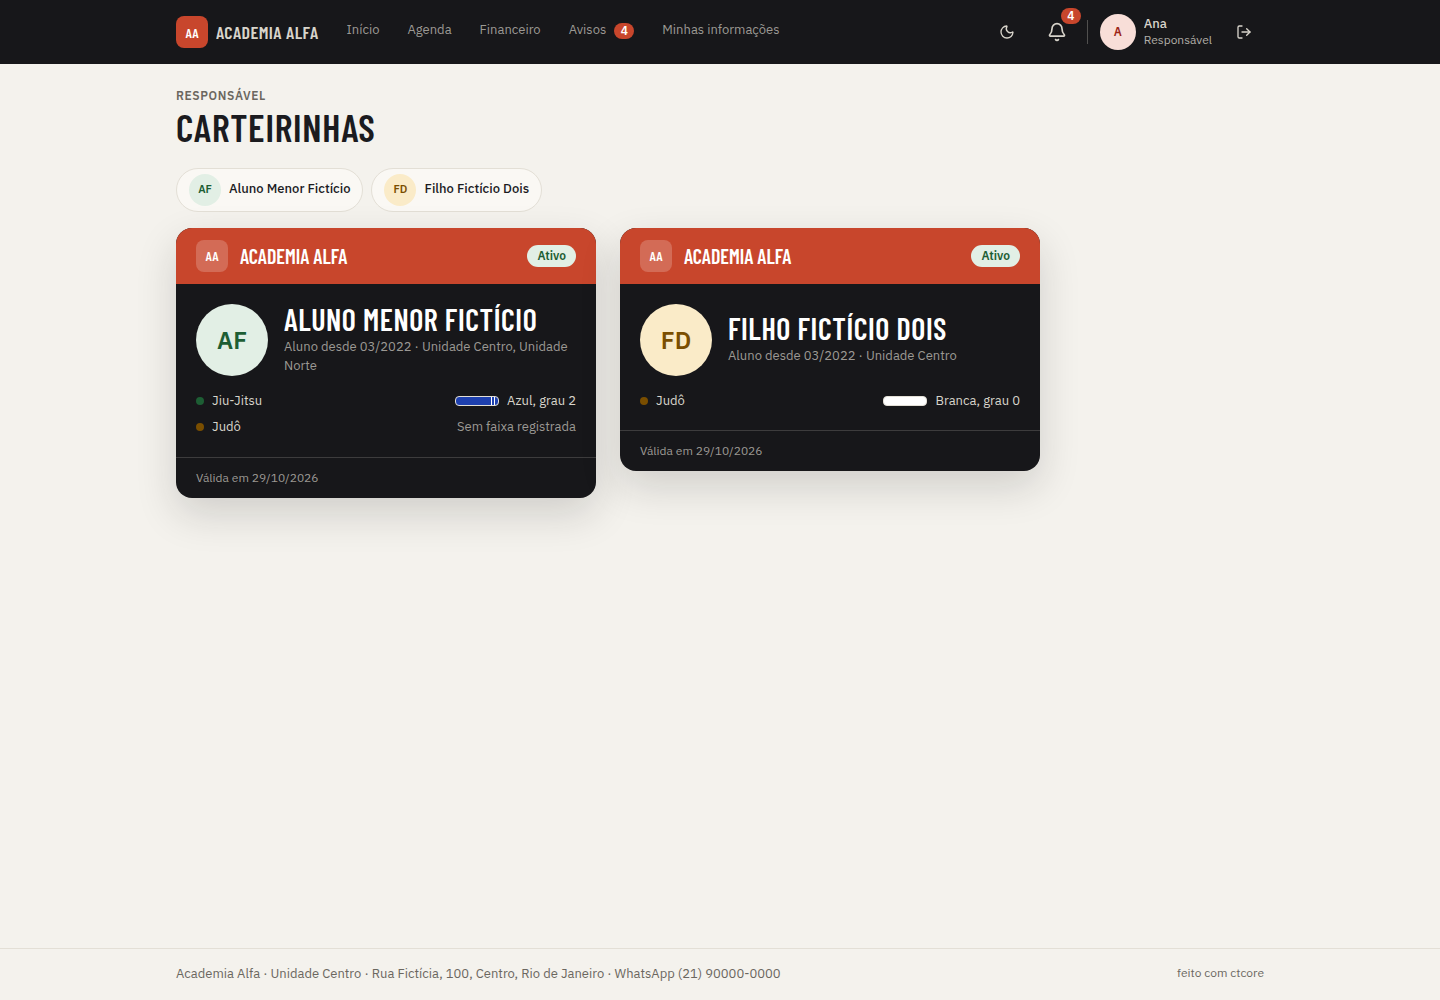 AA ACADEMIA ALFA Início Agenda Financeiro Avisos 4 Minhas informações 4 A Ana
Responsável
RESPONSÁVEL
CARTEIRINHAS
AF Aluno Menor Fictício FD Filho Fictício Dois
AA ACADEMIA ALFA Ativo
AF ALUNO MENOR FICTÍCIO
Aluno desde 03/2022 · Unidade Centro, Unidade
Norte
Jiu-Jitsu Azul, grau 2
Judô Sem faixa registrada
Válida em 29/10/2026
AA ACADEMIA ALFA Ativo
FD FILHO FICTÍCIO DOIS
Aluno desde 03/2022 · Unidade Centro
Judô Branca, grau 0
Válida em 29/10/2026
Academia Alfa · Unidade Centro · Rua Fictícia, 100, Centro, Rio de Janeiro · WhatsApp (21) 90000-0000 feito com ctcore